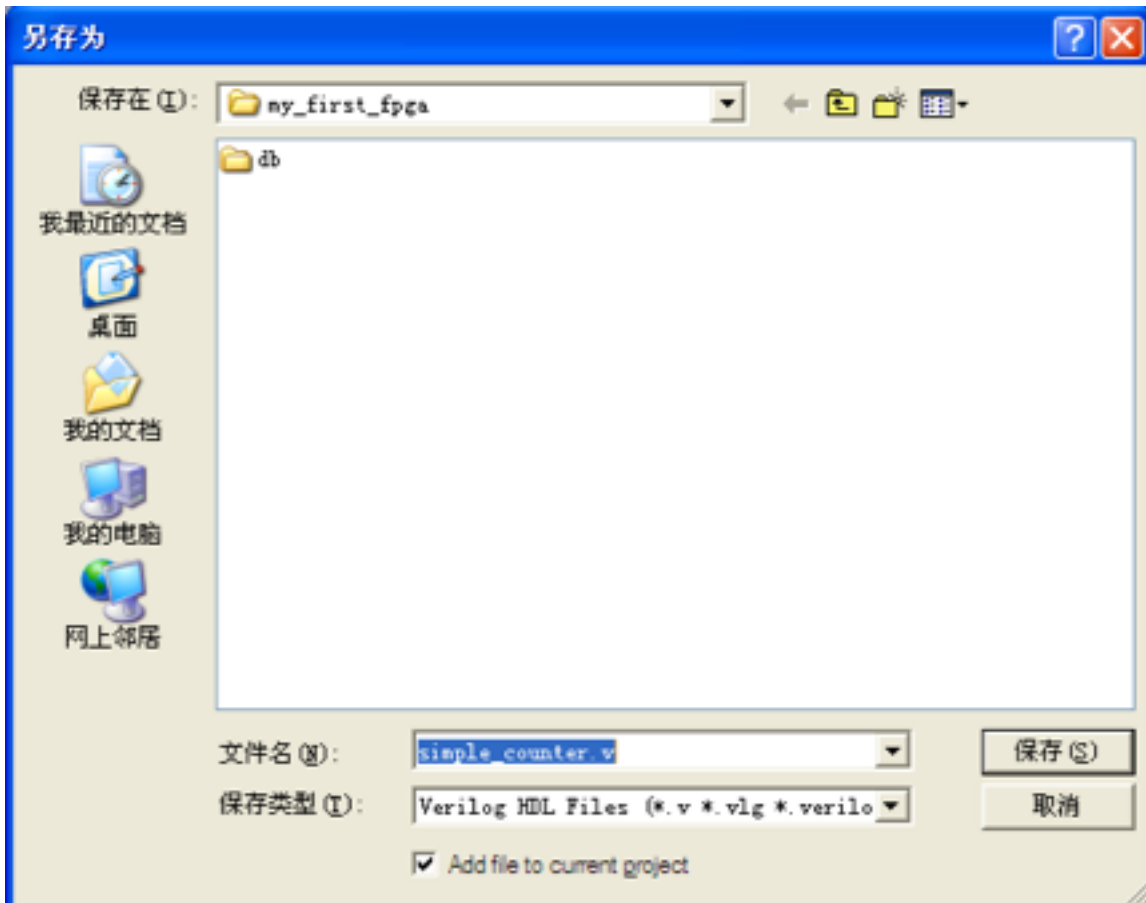 另存为
保存在(I):
my_first_fpga
db
我最近的文档
桌面
我的文档
我的电脑
网上邻居
文件名(N):
simple_counter.v
保存(S)
保存类型(T):
Verilog HDL Files (*.v *.vlg *.verilo
取消
Add file to current project